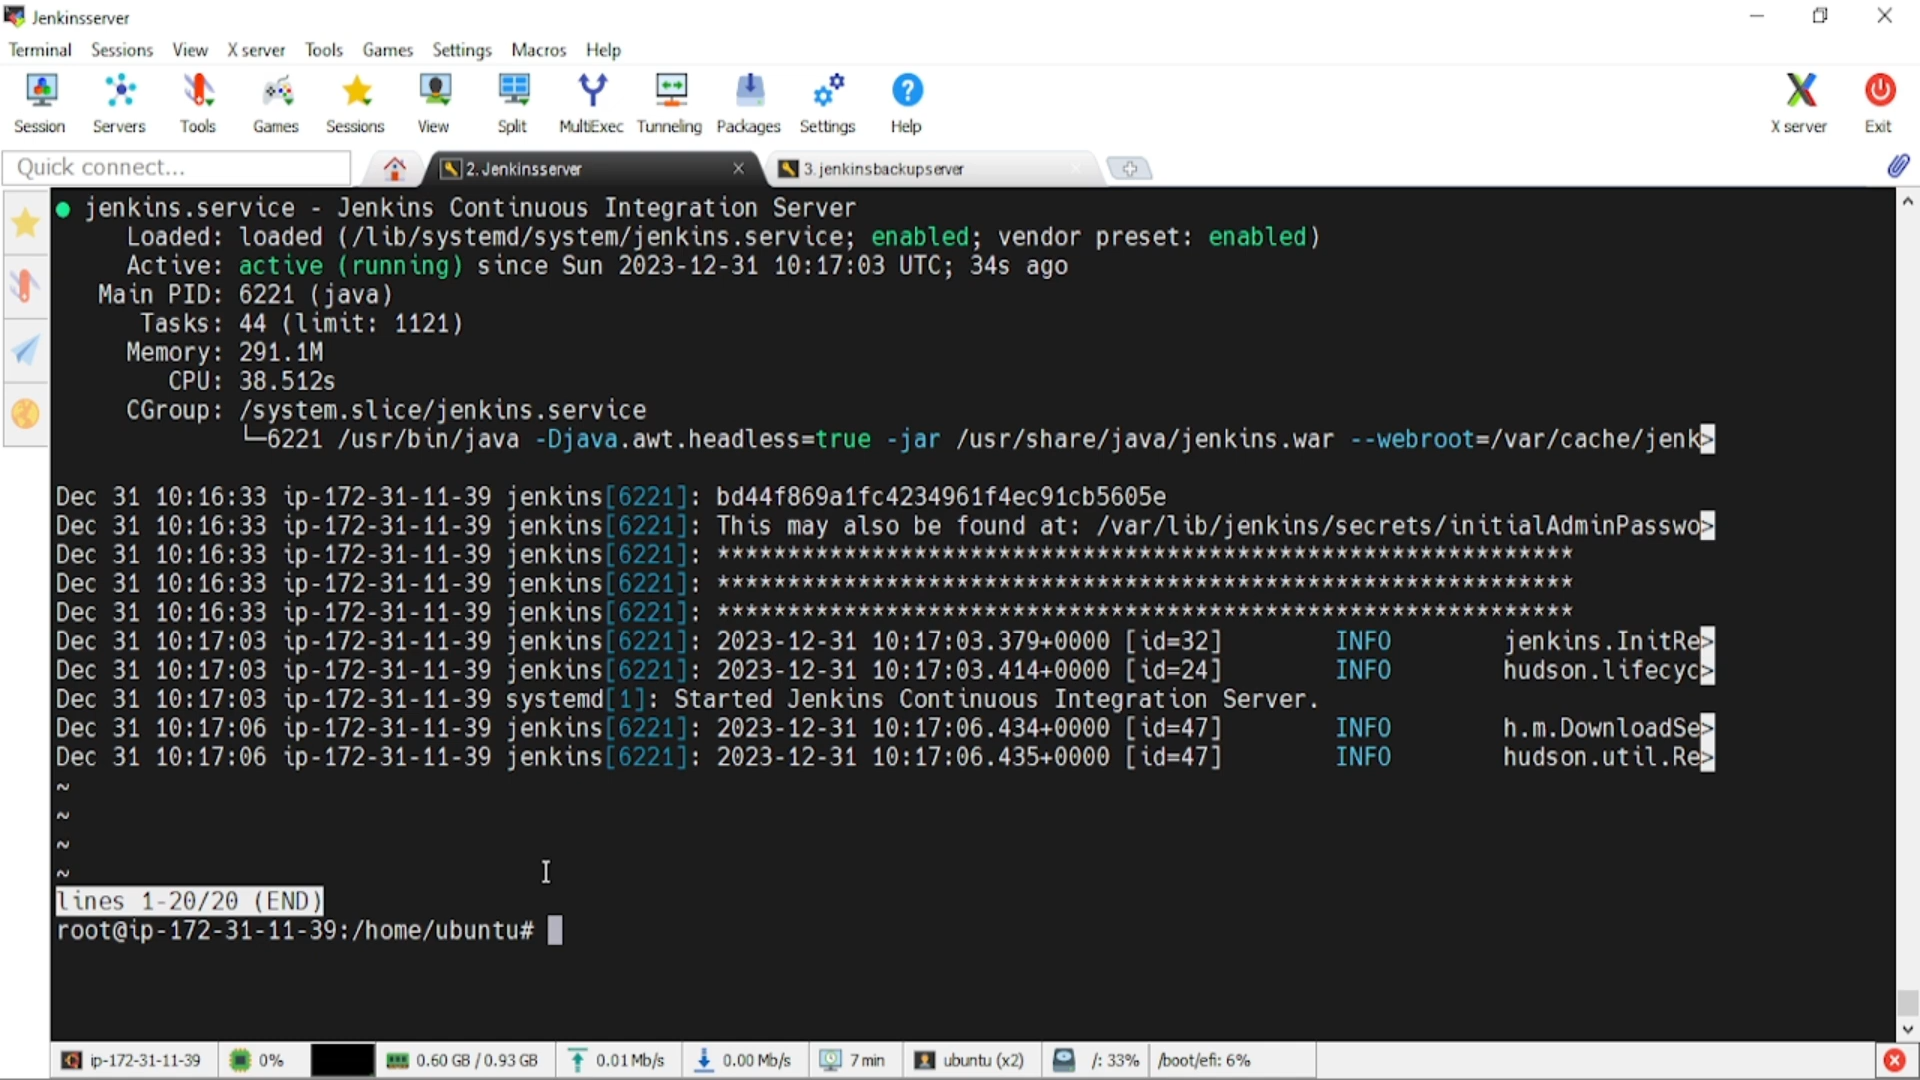 Jenkinsserver
Terminal Sessions View X server Tools Games Settings Macros Help
Session Servers Tools Games Sessions View Split MultiExec Tunneling Packages Settings Help X server Exit
Quick connect... 2. Jenkinsserver 3. jenkinsbackupserver
● jenkins.service - Jenkins Continuous Integration Server
Loaded: loaded (/lib/systemd/system/jenkins.service; enabled; vendor preset: enabled)
Active: active (running) since Sun 2023-12-31 10:17:03 UTC; 34s ago
Main PID: 6221 (java)
Tasks: 44 (limit: 1121)
Memory: 291.1M
CPU: 38.512s
CGroup: /system.slice/jenkins.service
└─6221 /usr/bin/java -Djava.awt.headless=true -jar /usr/share/java/jenkins.war --webroot=/var/cache/jenk>
Dec 31 10:16:33 ip-172-31-11-39 jenkins[6221]: bd44f869a1fc4234961f4ec91cb5605e
Dec 31 10:16:33 ip-172-31-11-39 jenkins[6221]: This may also be found at: /var/lib/jenkins/secrets/initialAdminPasswo>
Dec 31 10:16:33 ip-172-31-11-39 jenkins[6221]: *************************************************************
Dec 31 10:16:33 ip-172-31-11-39 jenkins[6221]: *************************************************************
Dec 31 10:16:33 ip-172-31-11-39 jenkins[6221]: *************************************************************
Dec 31 10:17:03 ip-172-31-11-39 jenkins[6221]: 2023-12-31 10:17:03.379+0000 [id=32] INFO jenkins.InitRe>
Dec 31 10:17:03 ip-172-31-11-39 jenkins[6221]: 2023-12-31 10:17:03.414+0000 [id=24] INFO hudson.lifecyc>
Dec 31 10:17:03 ip-172-31-11-39 systemd[1]: Started Jenkins Continuous Integration Server.
Dec 31 10:17:06 ip-172-31-11-39 jenkins[6221]: 2023-12-31 10:17:06.434+0000 [id=47] INFO h.m.DownloadSe>
Dec 31 10:17:06 ip-172-31-11-39 jenkins[6221]: 2023-12-31 10:17:06.435+0000 [id=47] INFO hudson.util.Re>
~
~
~
~
lines 1-20/20 (END)
root@ip-172-31-11-39:/home/ubuntu#
ip-172-31-11-39 0% 0.60 GB / 0.93 GB 0.01 Mb/s 0.00 Mb/s 7 min ubuntu (x2) /: 33% /boot/efi: 6%